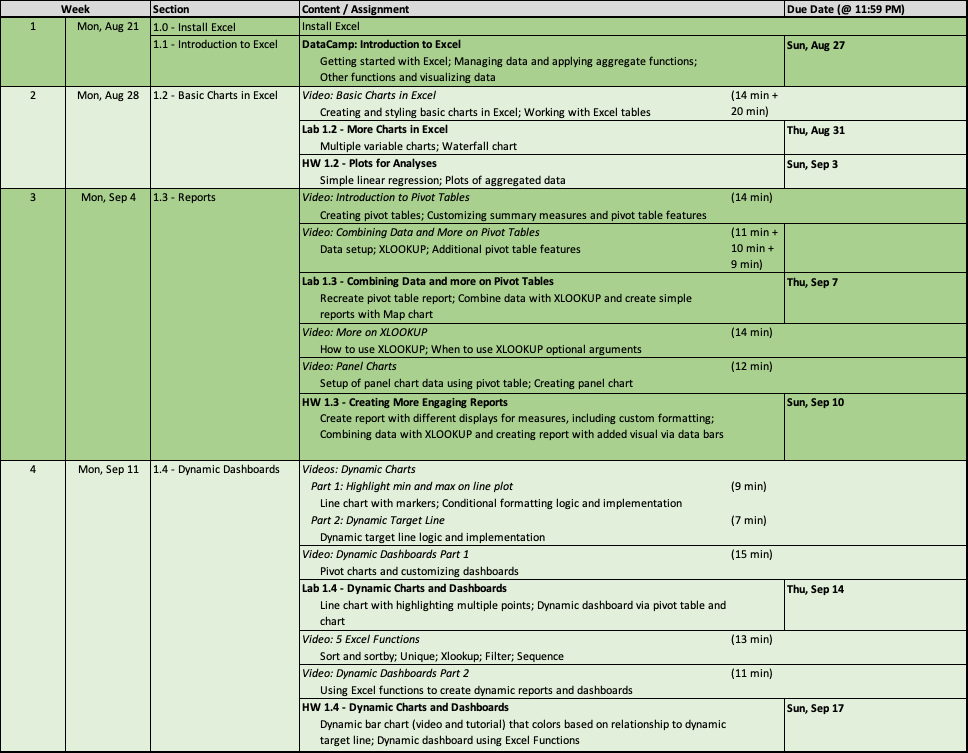 Week Section Content / Assignment Due Date (@ 11:59 PM)
1 Mon, Aug 21 1.0 - Install Excel Install Excel
1.1 - Introduction to Excel DataCamp: Introduction to Excel Sun, Aug 27
Getting started with Excel; Managing data and applying aggregate functions;
Other functions and visualizing data
2 Mon, Aug 28 1.2 - Basic Charts in Excel Video: Basic Charts in Excel (14 min +
Creating and styling basic charts in Excel; Working with Excel tables 20 min)
Lab 1.2 - More Charts in Excel Thu, Aug 31
Multiple variable charts; Waterfall chart
HW 1.2 - Plots for Analyses Sun, Sep 3
Simple linear regression; Plots of aggregated data
3 Mon, Sep 4 1.3 - Reports Video: Introduction to Pivot Tables (14 min)
Creating pivot tables; Customizing summary measures and pivot table features
Video: Combining Data and More on Pivot Tables (11 min +
Data setup; XLOOKUP; Additional pivot table features 10 min +
9 min)
Lab 1.3 - Combining Data and more on Pivot Tables Thu, Sep 7
Recreate pivot table report; Combine data with XLOOKUP and create simple
reports with Map chart
Video: More on XLOOKUP (14 min)
How to use XLOOKUP; When to use XLOOKUP optional arguments
Video: Panel Charts (12 min)
Setup of panel chart data using pivot table; Creating panel chart
HW 1.3 - Creating More Engaging Reports Sun, Sep 10
Create report with different displays for measures, including custom formatting;
Combining data with XLOOKUP and creating report with added visual via data bars
4 Mon, Sep 11 1.4 - Dynamic Dashboards Videos: Dynamic Charts
Part 1: Highlight min and max on line plot (9 min)
Line chart with markers; Conditional formatting logic and implementation
Part 2: Dynamic Target Line (7 min)
Dynamic target line logic and implementation
Video: Dynamic Dashboards Part 1 (15 min)
Pivot charts and customizing dashboards
Lab 1.4 - Dynamic Charts and Dashboards Thu, Sep 14
Line chart with highlighting multiple points; Dynamic dashboard via pivot table and
chart
Video: 5 Excel Functions (13 min)
Sort and sortby; Unique; Xlookup; Filter; Sequence
Video: Dynamic Dashboards Part 2 (11 min)
Using Excel functions to create dynamic reports and dashboards
HW 1.4 - Dynamic Charts and Dashboards Sun, Sep 17
Dynamic bar chart (video and tutorial) that colors based on relationship to dynamic
target line; Dynamic dashboard using Excel Functions